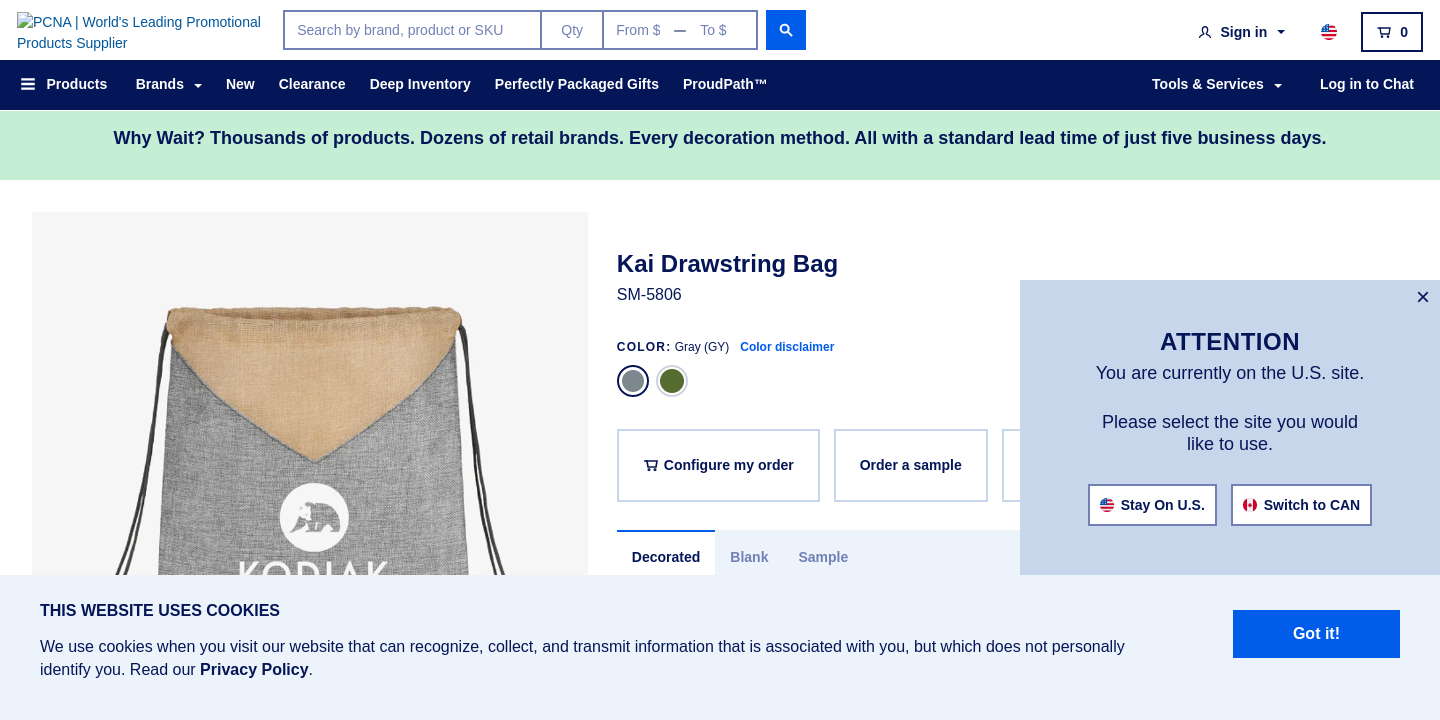 PCNA | World's Leading Promotional
Products Supplier
Search by brand, product or SKU
Qty
From $
To $
Sign in
0
Products
Brands
New
Clearance
Deep Inventory
Perfectly Packaged Gifts
ProudPath™
Tools & Services
Log in to Chat
Why Wait? Thousands of products. Dozens of retail brands. Every decoration method. All with a standard lead time of just five business days.
Kai Drawstring Bag
SM-5806
COLOR: Gray (GY) Color disclaimer
Configure my order
Order a sample
Decorated
Blank
Sample
KODIAK
×
ATTENTION
You are currently on the U.S. site.
Please select the site you would
like to use.
Stay On U.S.
Switch to CAN
THIS WEBSITE USES COOKIES
We use cookies when you visit our website that can recognize, collect, and transmit information that is associated with you, but which does not personally
identify you. Read our Privacy Policy.
Got it!